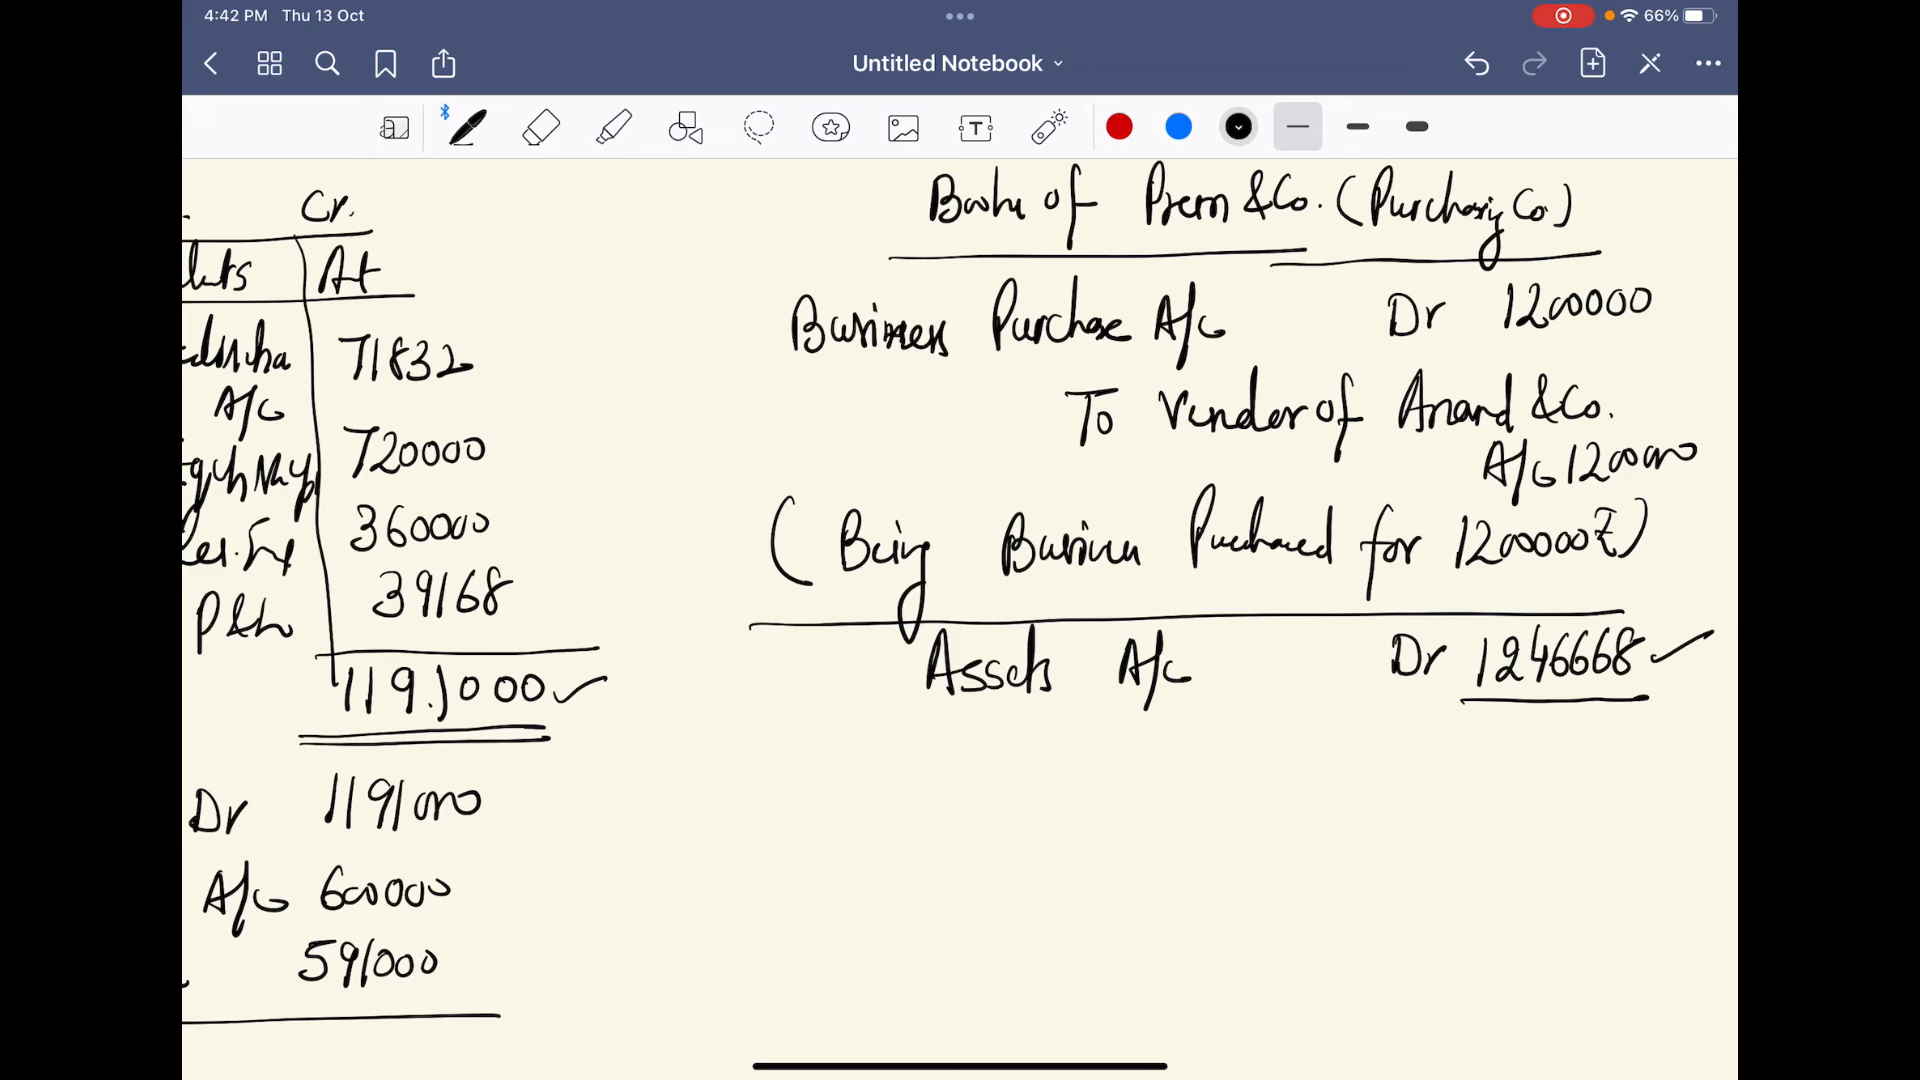 4:42 PM Thu 13 Oct
66%
Untitled Notebook
T
Cr.
At
71832
A/c
720000
360000
39168
P&L
1191000
Dr 1191000
A/c 600000
591000
Books of Prem & Co. (Purchasing Co.)
Business Purchase A/c Dr 1200000
To Vendor of Anand & Co.
A/c 1200000
(Being Business Purchased for 1200000₹)
Assets A/c Dr 1246668